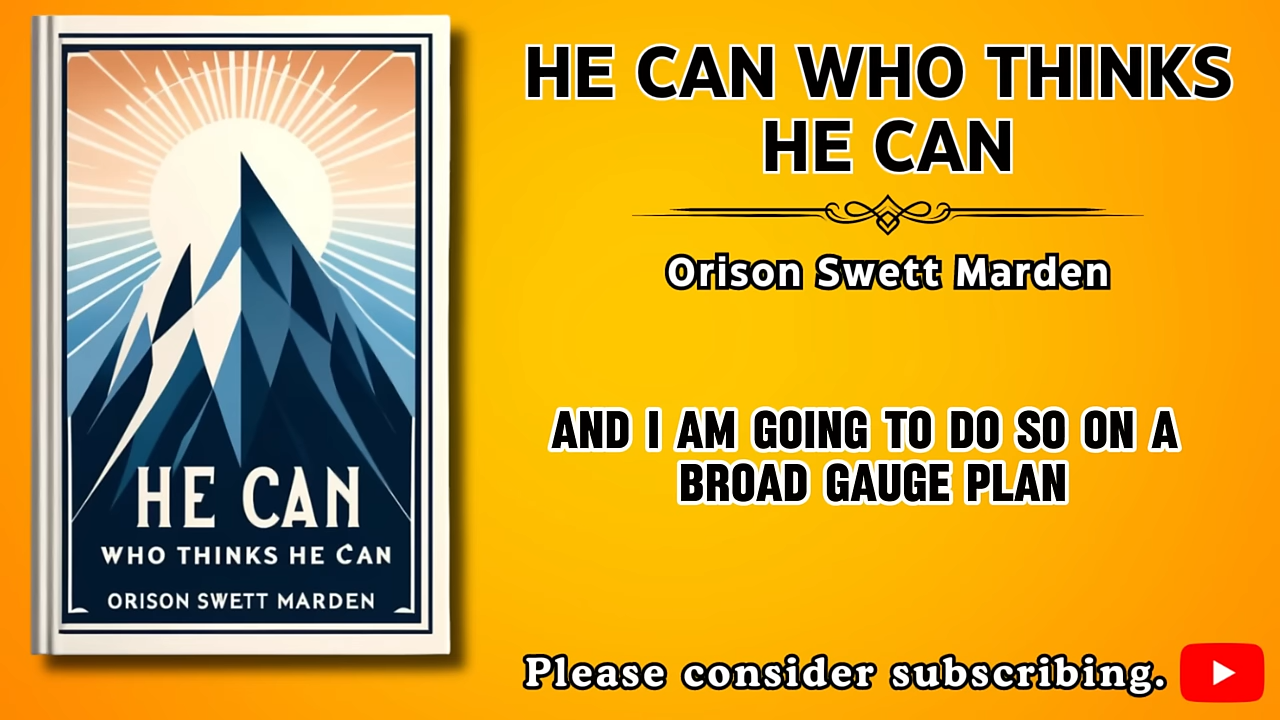 HE CAN
WHO THINKS HE CAN
ORISON SWETT MARDEN
HE CAN WHO THINKS
HE CAN
Orison Swett Marden
AND I AM GOING TO DO SO ON A
BROAD GAUGE PLAN
Please consider subscribing.